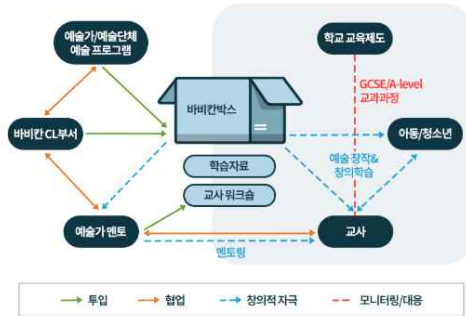 예술가/예술단체
예술 프로그램
학교 교육제도
GCSE/A-level
교과과정
바비칸박스
바비칸 CL부서
아동/청소년
예술 창작&
창의학습
학습자료
교사 워크숍
예술가 멘토
교사
멘토링
투입
협업
창의적 자극
모니터링/대응